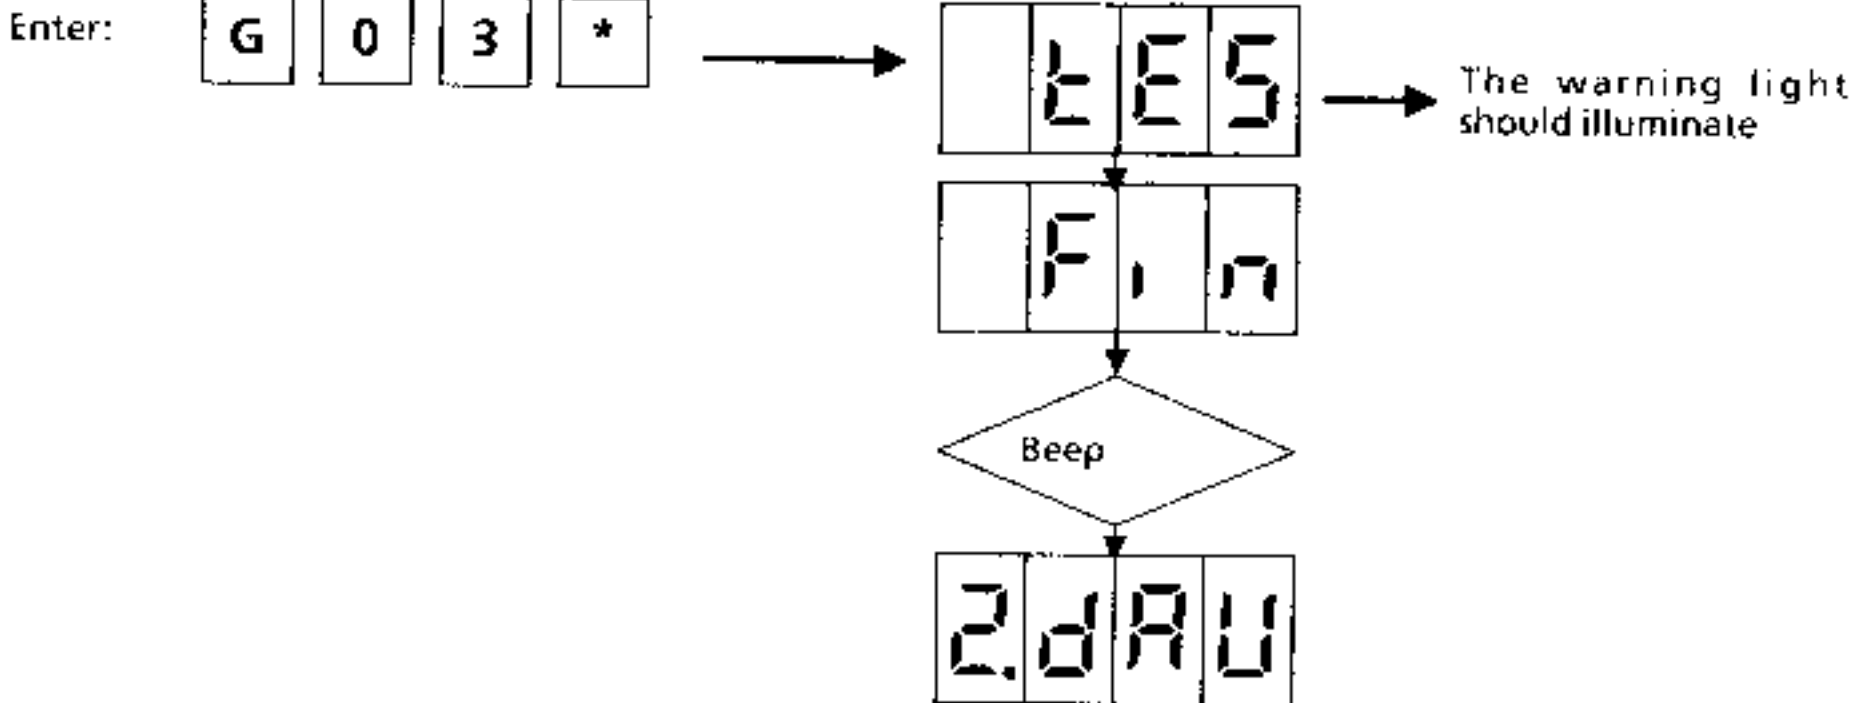 Enter: G 0 3 *
tES
The warning light
should illuminate
Fin
Beep
2.dAU